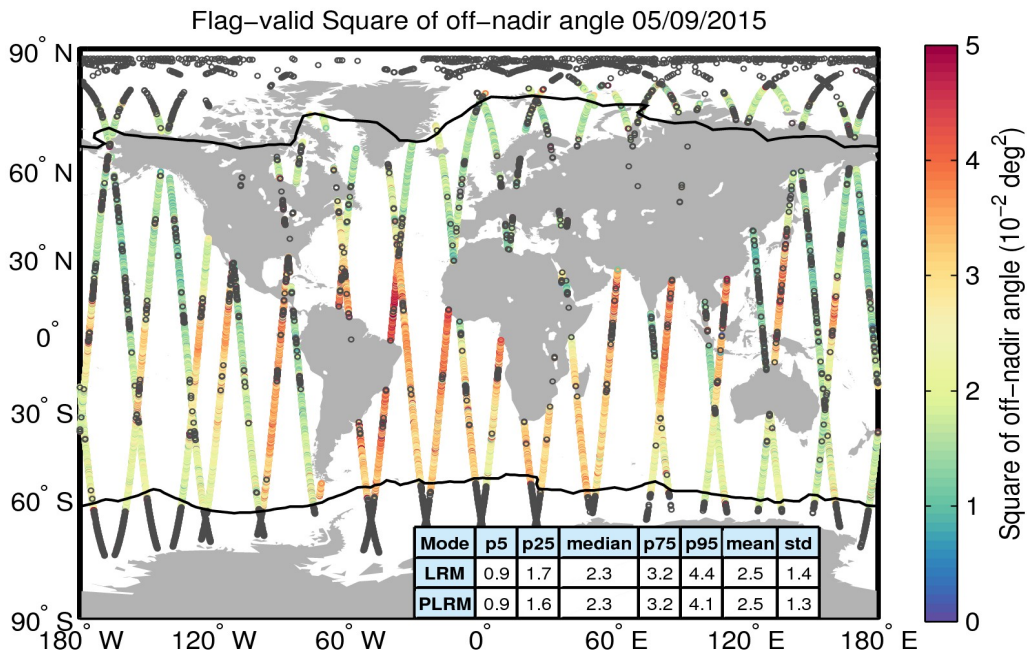 Flag−valid Square of off−nadir angle 05/09/2015
90° N
60° N
30° N
0°
30° S
60° S
90° S
180° W
120° W
60° W
0°
60° E
120° E
180° E
Mode p5 p25 median p75 p95 mean std
LRM 0.9 1.7 2.3 3.2 4.4 2.5 1.4
PLRM 0.9 1.6 2.3 3.2 4.1 2.5 1.3
5
4
3
2
1
0
Square of off−nadir angle (10⁻² deg²)